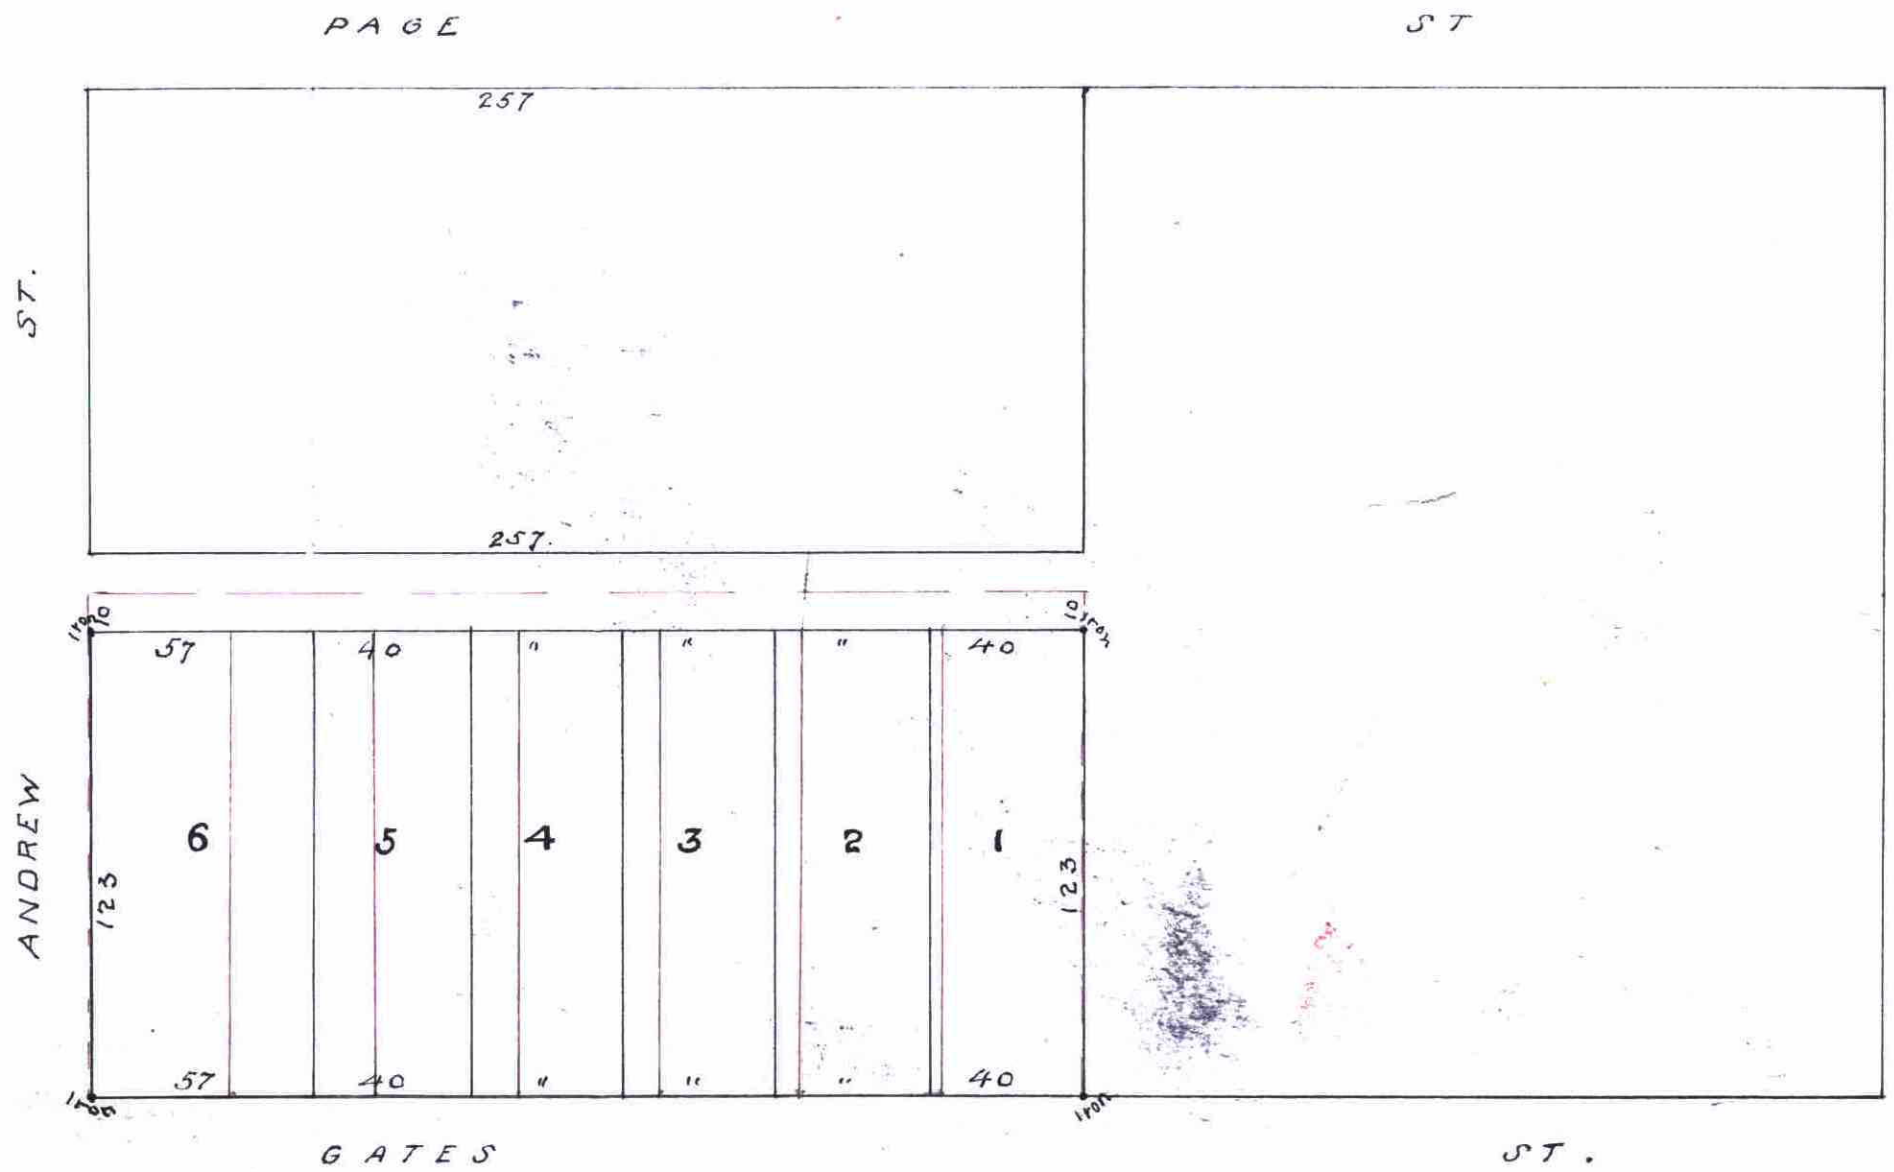 PAGE ST
257
ST.
257.
Iron 10 10 Iron
57 40 " " " 40
6 5 4 3 2 1
ANDREW
123 123
57 40 " " " 40
Iron Iron
GATES ST.